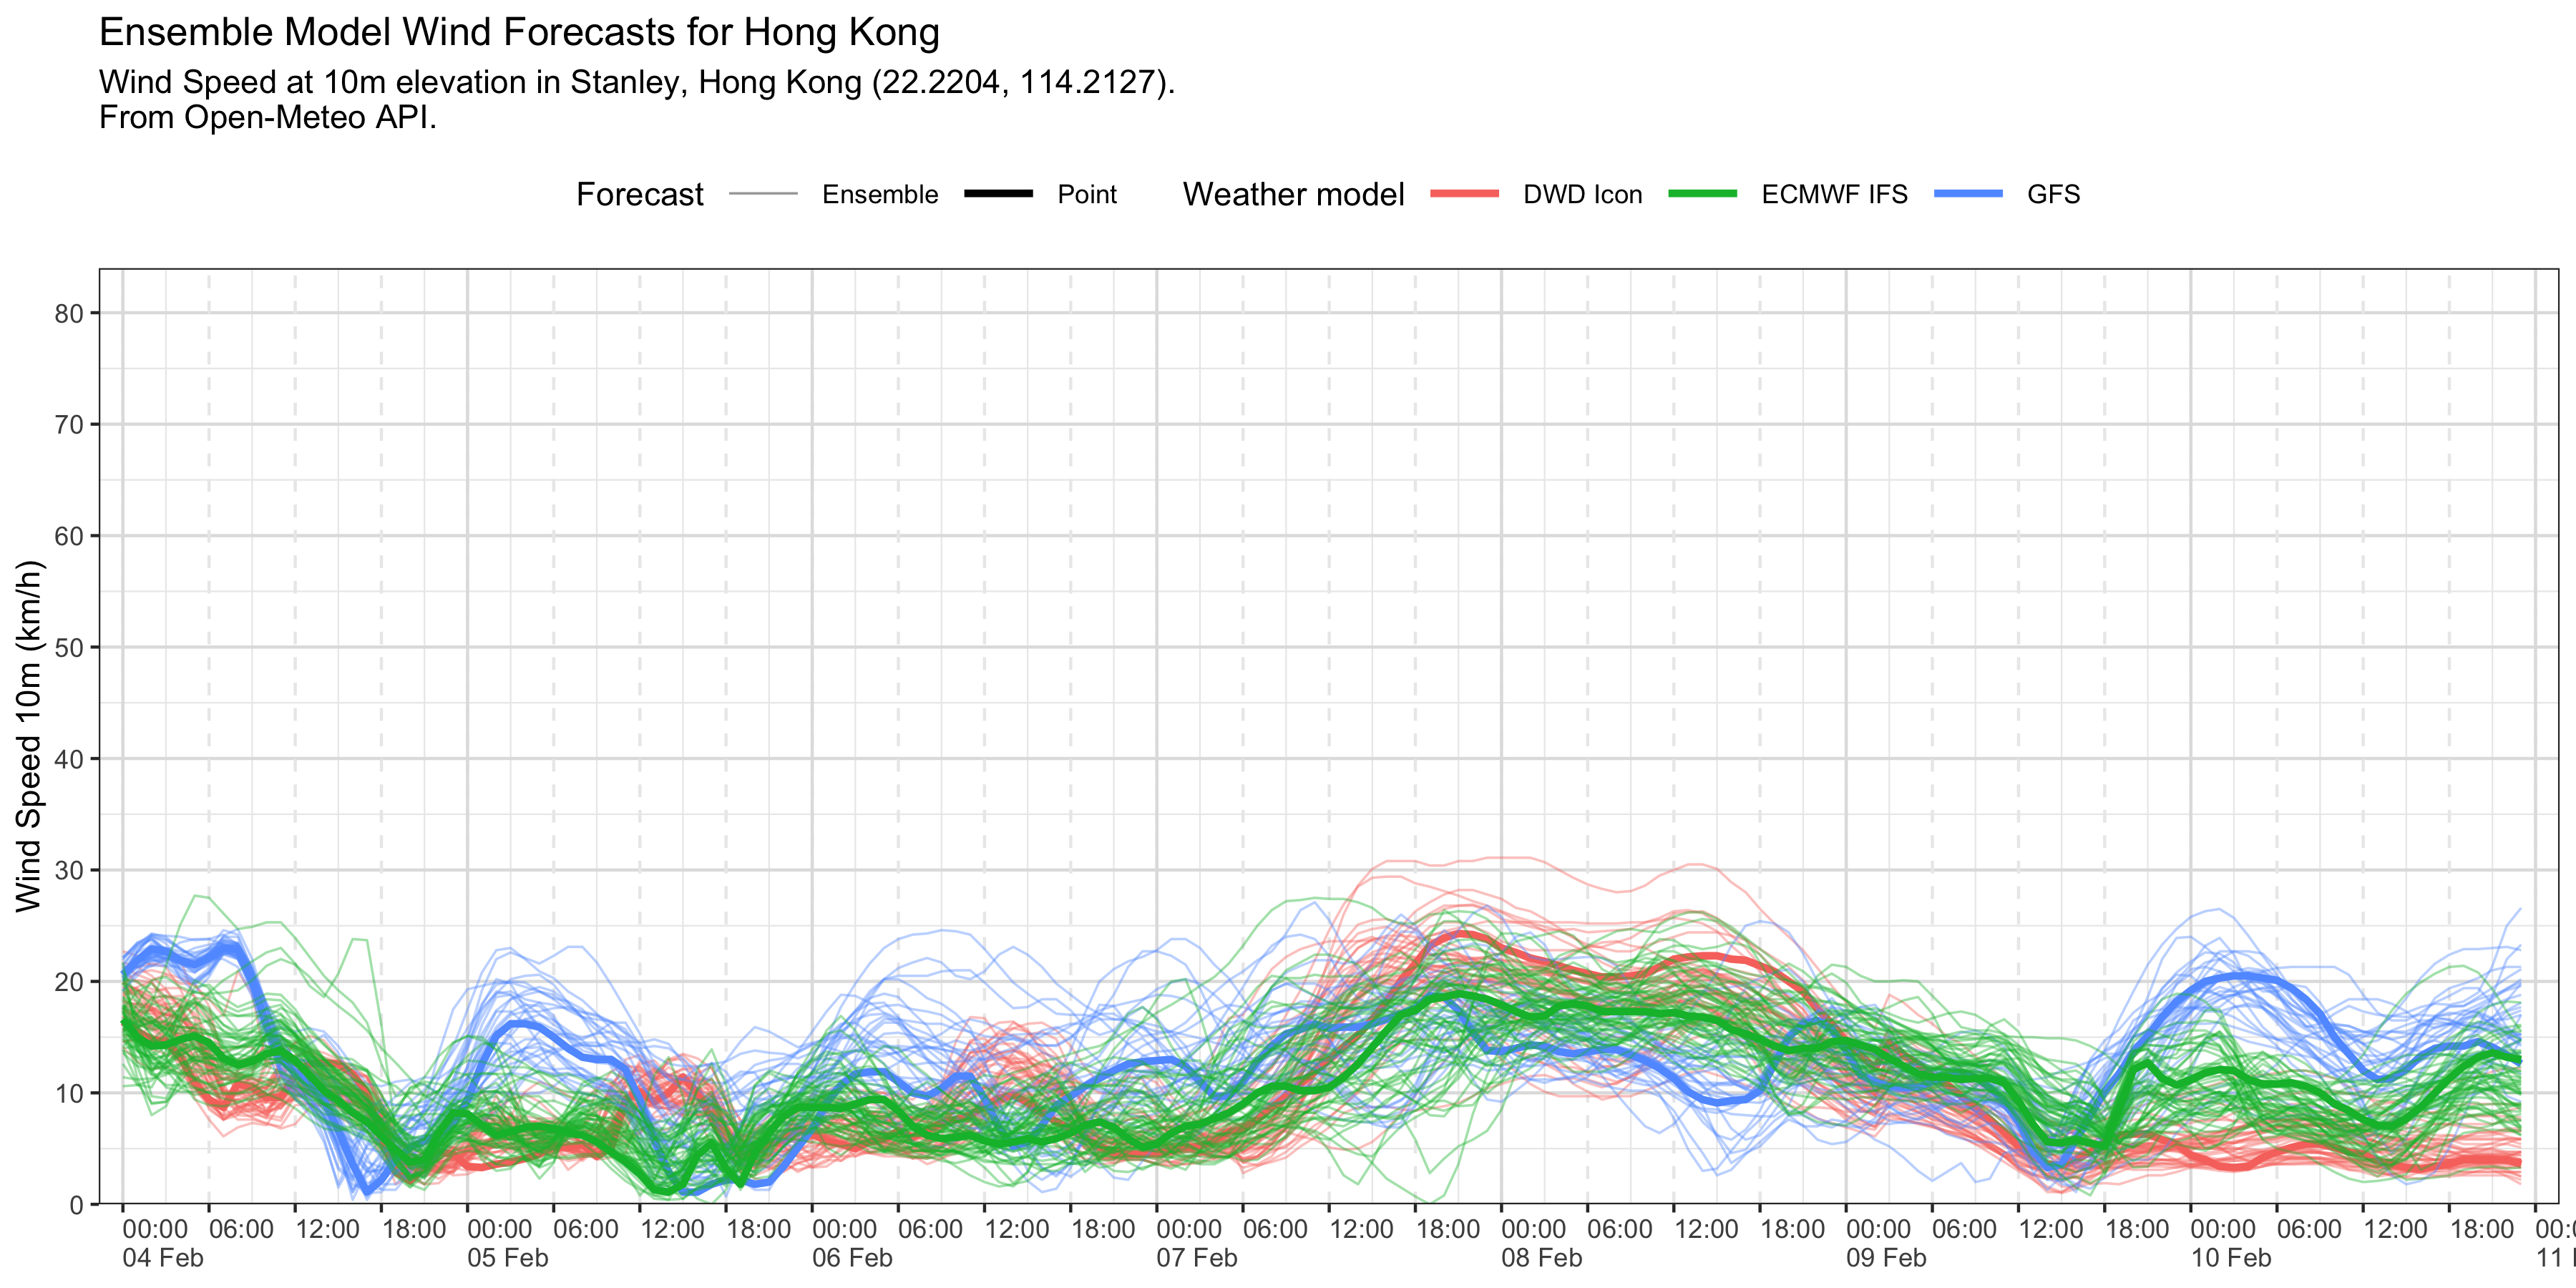 Ensemble Model Wind Forecasts for Hong Kong
Wind Speed at 10m elevation in Stanley, Hong Kong (22.2204, 114.2127).
From Open-Meteo API.
Forecast Ensemble Point Weather model DWD Icon ECMWF IFS GFS
Wind Speed 10m (km/h)
80
70
60
50
40
30
20
10
0
00:00 06:00 12:00 18:00 00:00 06:00 12:00 18:00 00:00 06:00 12:00 18:00 00:00 06:00 12:00 18:00 00:00 06:00 12:00 18:00 00:00 06:00 12:00 18:00 00:00 06:00 12:00 18:00
04 Feb 05 Feb 06 Feb 07 Feb 08 Feb 09 Feb 10 Feb 11